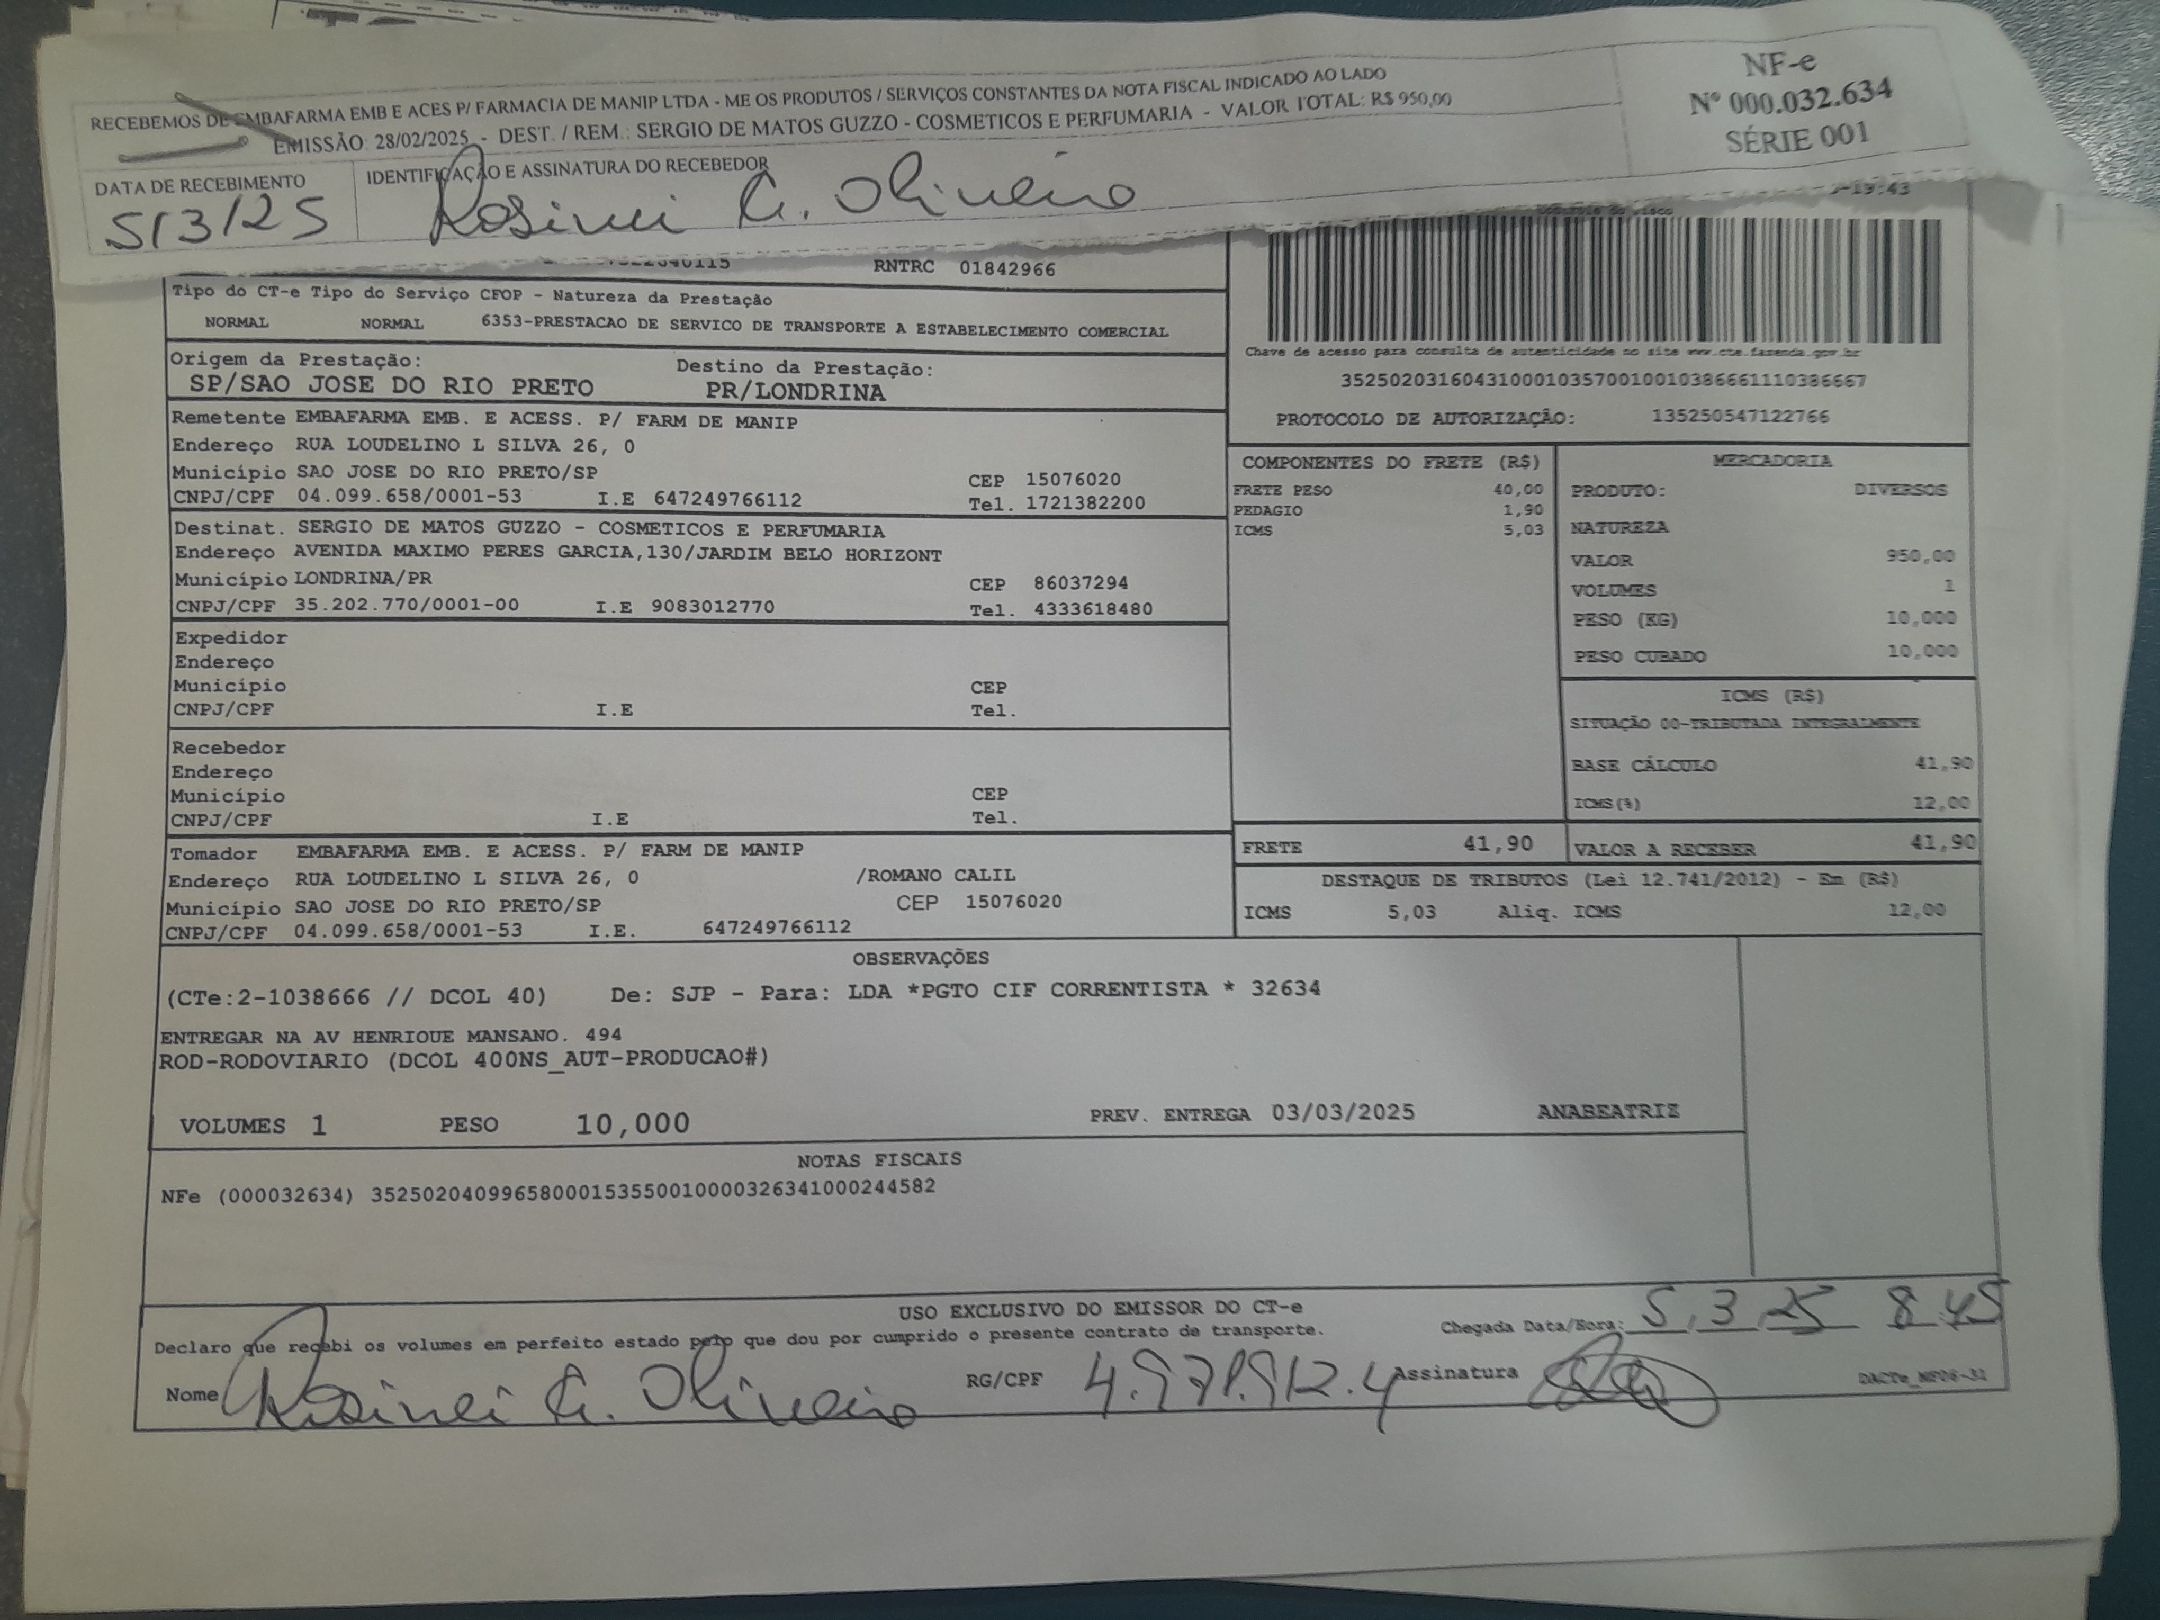 RECEBEMOS DE EMBAFARMA EMB E ACES P/ FARMACIA DE MANIP LTDA - ME OS PRODUTOS / SERVIÇOS CONSTANTES DA NOTA FISCAL INDICADO AO LADO
EMISSÃO: 28/02/2025 - DEST. / REM.: SERGIO DE MATOS GUZZO - COSMETICOS E PERFUMARIA - VALOR TOTAL: R$ 950,00
NF-e
Nº 000.032.634
SÉRIE 001
DATA DE RECEBIMENTO
5/3/25
IDENTIFICAÇÃO E ASSINATURA DO RECEBEDOR
Rosinei G. Oliveira
19:43
RNTRC 01842966
Tipo do CT-e Tipo do Serviço CFOP - Natureza da Prestação
NORMAL NORMAL 6353-PRESTACAO DE SERVICO DE TRANSPORTE A ESTABELECIMENTO COMERCIAL
Chave de acesso para consulta de autenticidade no site www.cte.fazenda.gov.br
35250203160431000103570010010386661110386667
PROTOCOLO DE AUTORIZAÇÃO: 135250547122766
Origem da Prestação: Destino da Prestação:
SP/SAO JOSE DO RIO PRETO PR/LONDRINA
Remetente EMBAFARMA EMB. E ACESS. P/ FARM DE MANIP
Endereço RUA LOUDELINO L SILVA 26, 0
Município SAO JOSE DO RIO PRETO/SP CEP 15076020
CNPJ/CPF 04.099.658/0001-53 I.E 647249766112 Tel. 1721382200
Destinat. SERGIO DE MATOS GUZZO - COSMETICOS E PERFUMARIA
Endereço AVENIDA MAXIMO PERES GARCIA,130/JARDIM BELO HORIZONT
Município LONDRINA/PR CEP 86037294
CNPJ/CPF 35.202.770/0001-00 I.E 9083012770 Tel. 4333618480
Expedidor
Endereço
Município CEP
CNPJ/CPF I.E Tel.
Recebedor
Endereço
Município CEP
CNPJ/CPF I.E Tel.
Tomador EMBAFARMA EMB. E ACESS. P/ FARM DE MANIP
Endereço RUA LOUDELINO L SILVA 26, 0 /ROMANO CALIL
Município SAO JOSE DO RIO PRETO/SP CEP 15076020
CNPJ/CPF 04.099.658/0001-53 I.E. 647249766112
COMPONENTES DO FRETE (R$)
FRETE PESO 40,00
PEDAGIO 1,90
ICMS 5,03
MERCADORIA
PRODUTO: DIVERSOS
NATUREZA
VALOR 950,00
VOLUMES 1
PESO (KG) 10,000
PESO CUBADO 10,000
ICMS (R$)
SITUAÇÃO 00-TRIBUTADA INTEGRALMENTE
BASE CÁLCULO 41,90
ICMS(%) 12,00
FRETE 41,90 VALOR A RECEBER 41,90
DESTAQUE DE TRIBUTOS (Lei 12.741/2012) - Em (R$)
ICMS 5,03 Aliq. ICMS 12,00
OBSERVAÇÕES
(CTe:2-1038666 // DCOL 40) De: SJP - Para: LDA *PGTO CIF CORRENTISTA * 32634
ENTREGAR NA AV HENRIQUE MANSANO. 494
ROD-RODOVIARIO (DCOL 400NS_AUT-PRODUCAO#)
VOLUMES 1 PESO 10,000 PREV. ENTREGA 03/03/2025 ANABEATRIZ
NOTAS FISCAIS
NFe (000032634) 35250204099658000153550010000326341000244582
USO EXCLUSIVO DO EMISSOR DO CT-e
Declaro que recebi os volumes em perfeito estado pelo que dou por cumprido o presente contrato de transporte. Chegada Data/Hora: 5,3,25 8:45
Nome Rosinei G. Oliveira RG/CPF 4.971.912.4 Assinatura